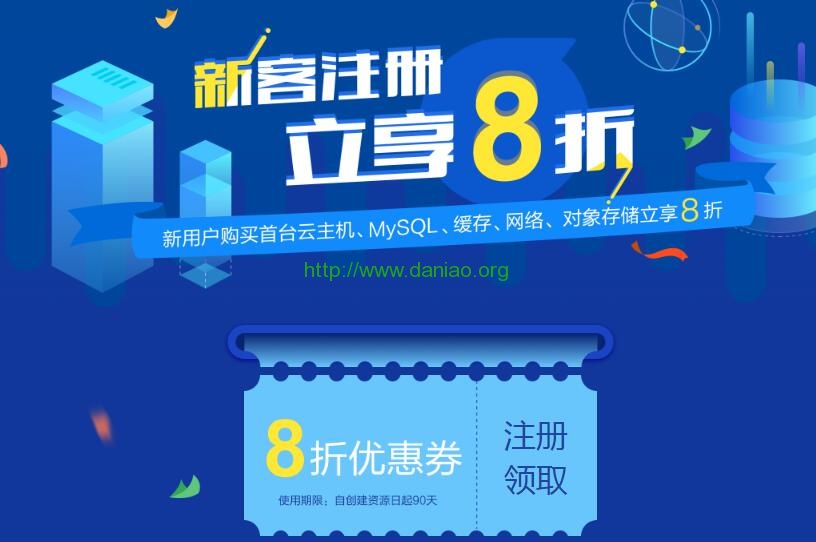 新客注册
立享8折
新用户购买首台云主机、MySQL、缓存、网络、对象存储立享8折
http://www.daniao.org
8折优惠券
使用期限：自创建资源日起90天
注册
领取